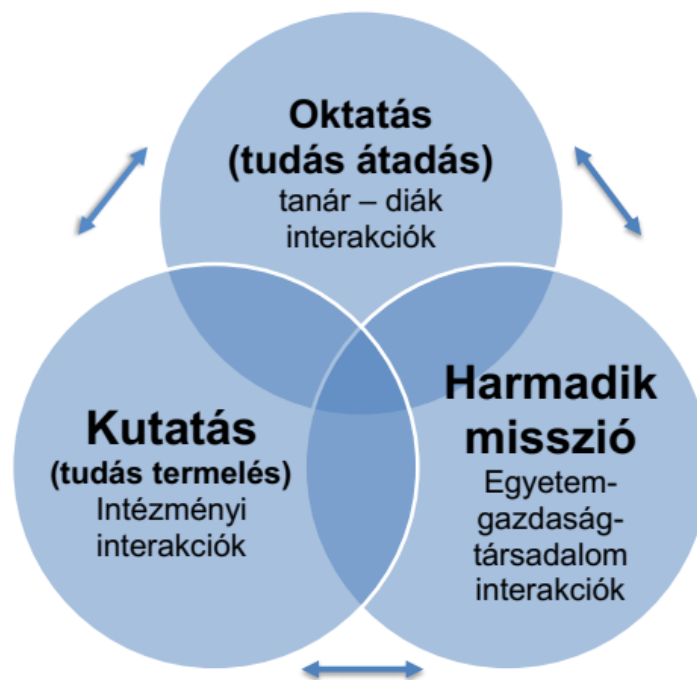 Oktatás
(tudás átadás)
tanár – diák
interakciók
Kutatás
(tudás termelés)
Intézményi
interakciók
Harmadik
misszió
Egyetem-
gazdaság-
társadalom
interakciók